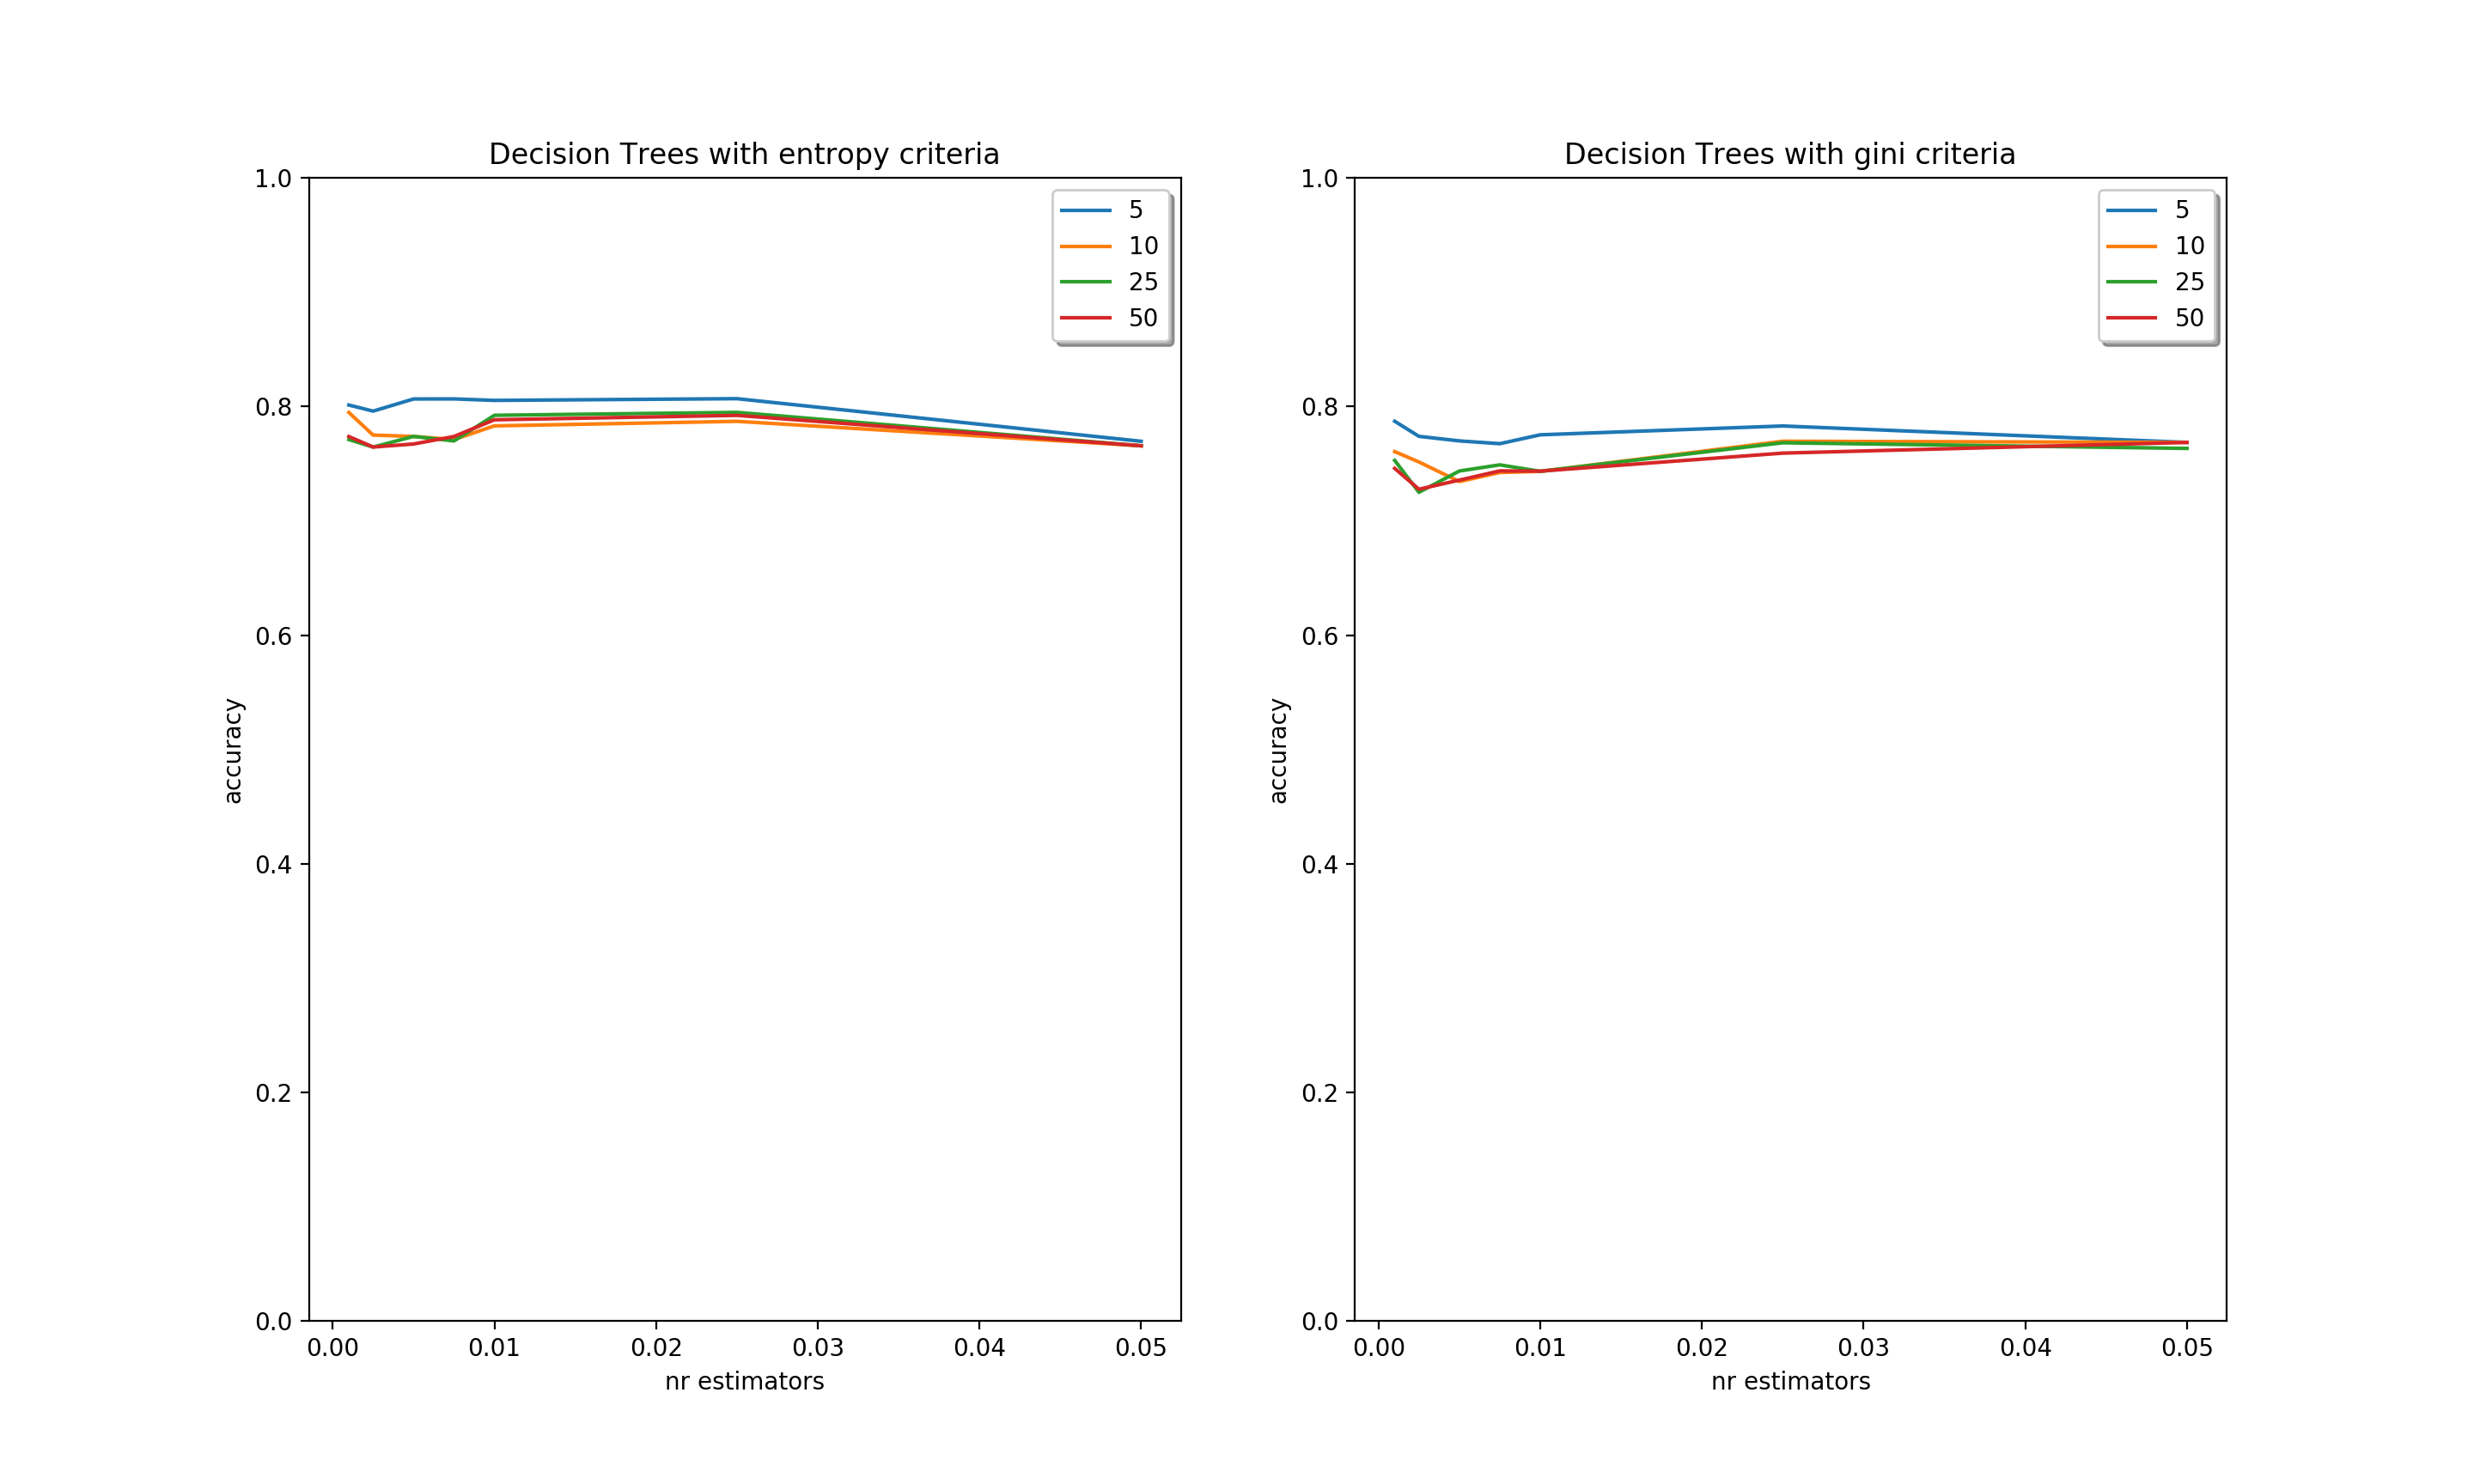 Decision Trees with entropy criteria
1.0
0.8
0.6
0.4
0.2
0.0
accuracy
0.00 0.01 0.02 0.03 0.04 0.05
nr estimators
5
10
25
50
Decision Trees with gini criteria
1.0
0.8
0.6
0.4
0.2
0.0
accuracy
0.00 0.01 0.02 0.03 0.04 0.05
nr estimators
5
10
25
50